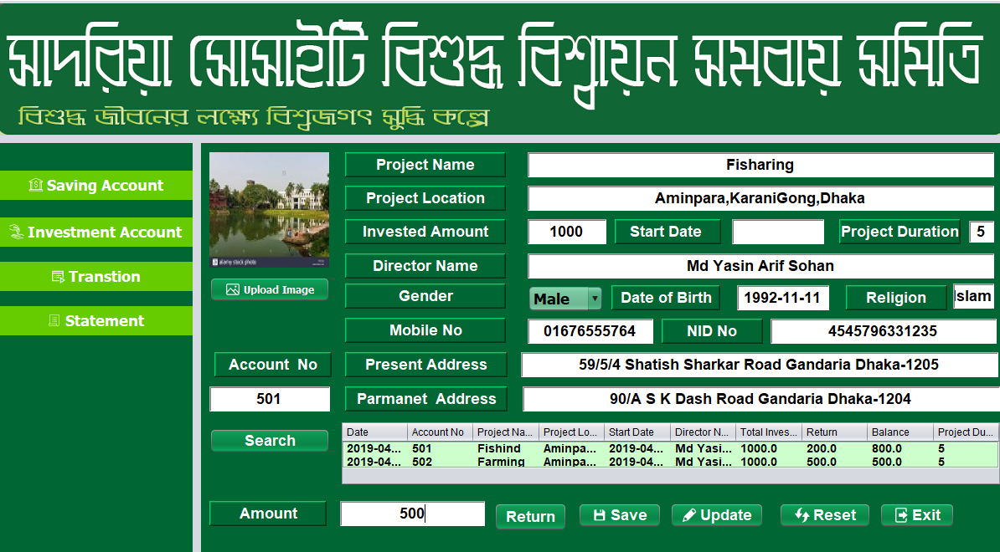 সাদরিয়া সোসাইটি বিশুদ্ধ বিশ্বায়ন সমবায় সমিতি
বিশুদ্ধ জীবনের লক্ষ্যে বিশ্বজগৎ সুদ্ধি কল্পে
Saving Account
Investment Account
Transtion
Statement
alamy stock photo
Upload Image
Account No
501
Search
Project Name Fisharing
Project Location Aminpara,KaraniGong,Dhaka
Invested Amount 1000 Start Date Project Duration 5
Director Name Md Yasin Arif Sohan
Gender Male Date of Birth 1992-11-11 Religion Islam
Mobile No 01676555764 NID No 4545796331235
Present Address 59/5/4 Shatish Sharkar Road Gandaria Dhaka-1205
Parmanet Address 90/A S K Dash Road Gandaria Dhaka-1204
Date Account No Project Na... Project Lo... Start Date Director N... Total Inves... Return Balance Project Du...
2019-04... 501 Fishind Aminpa... 2019-04... Md Yasi... 1000.0 200.0 800.0 5
2019-04... 502 Farming Aminpa... 2019-04... Md Yasi... 1000.0 500.0 500.0 5
Amount 500 Return Save Update Reset Exit